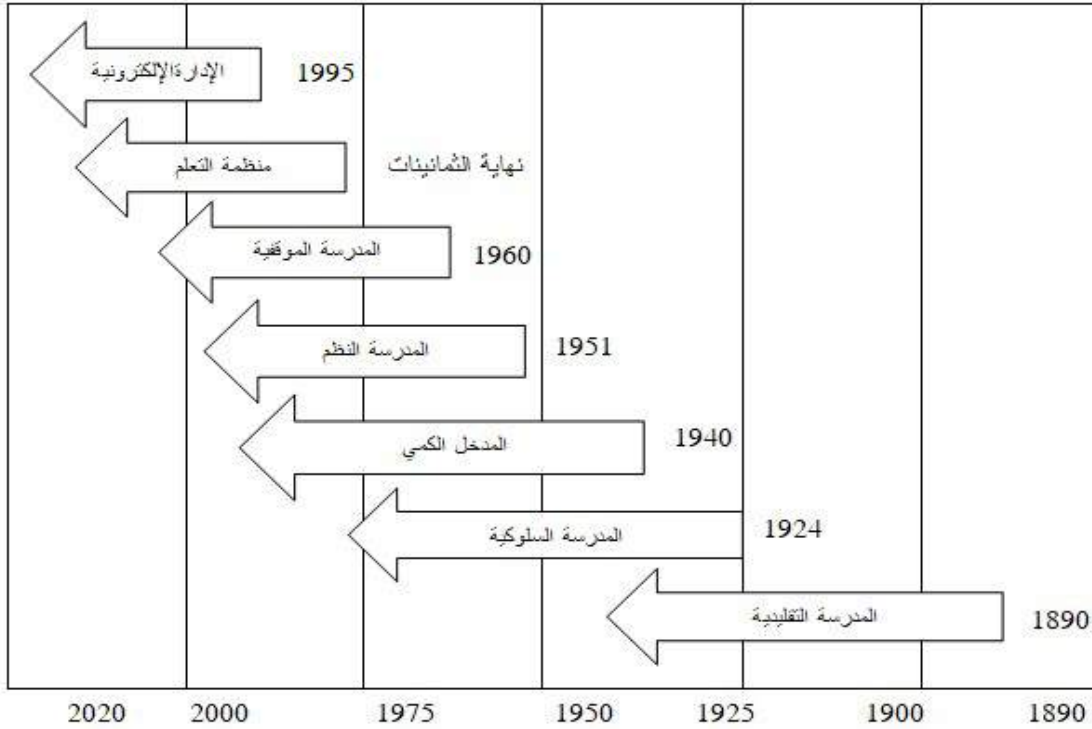 1995 الإدارةالإلكترونية
نهاية الثمانينات منظمة التعلم
1960 المدرسة الموقفية
1951 المدرسة النظم
1940 المدخل الكمي
1924 المدرسة السلوكية
1890 المدرسة التقليدية
2020 2000 1975 1950 1925 1900 1890